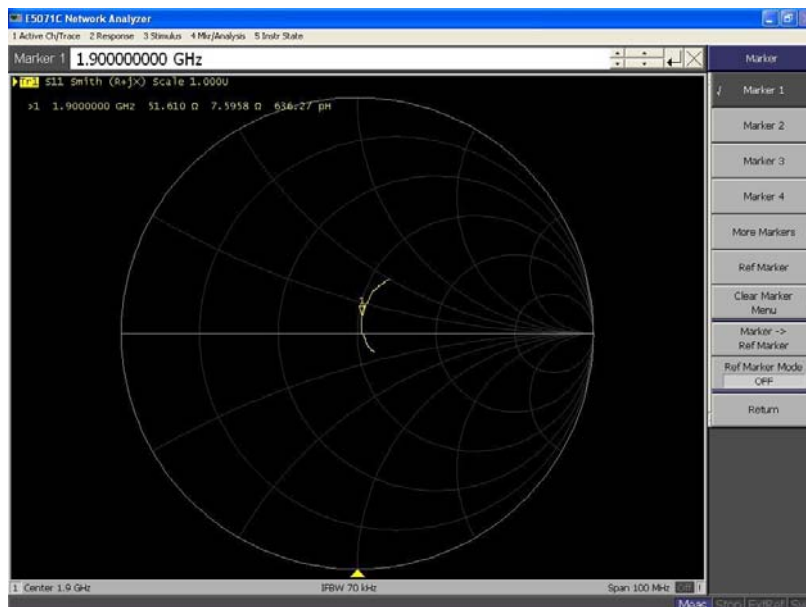 E5071C Network Analyzer
1 Active Ch/Trace 2 Response 3 Stimulus 4 Mkr/Analysis 5 Instr State
Marker 1 1.900000000 GHz
Tr1 S11 Smith (R+jX) Scale 1.000U
>1 1.9000000 GHz 51.610 Ω 7.5958 Ω 636.27 pH
1
Marker
√ Marker 1
Marker 2
Marker 3
Marker 4
More Markers
Ref Marker
Clear Marker
Menu
Marker ->
Ref Marker
Ref Marker Mode
OFF
Return
1 Center 1.9 GHz IFBW 70 kHz Span 100 MHz Off
Meas Stop ExtRef